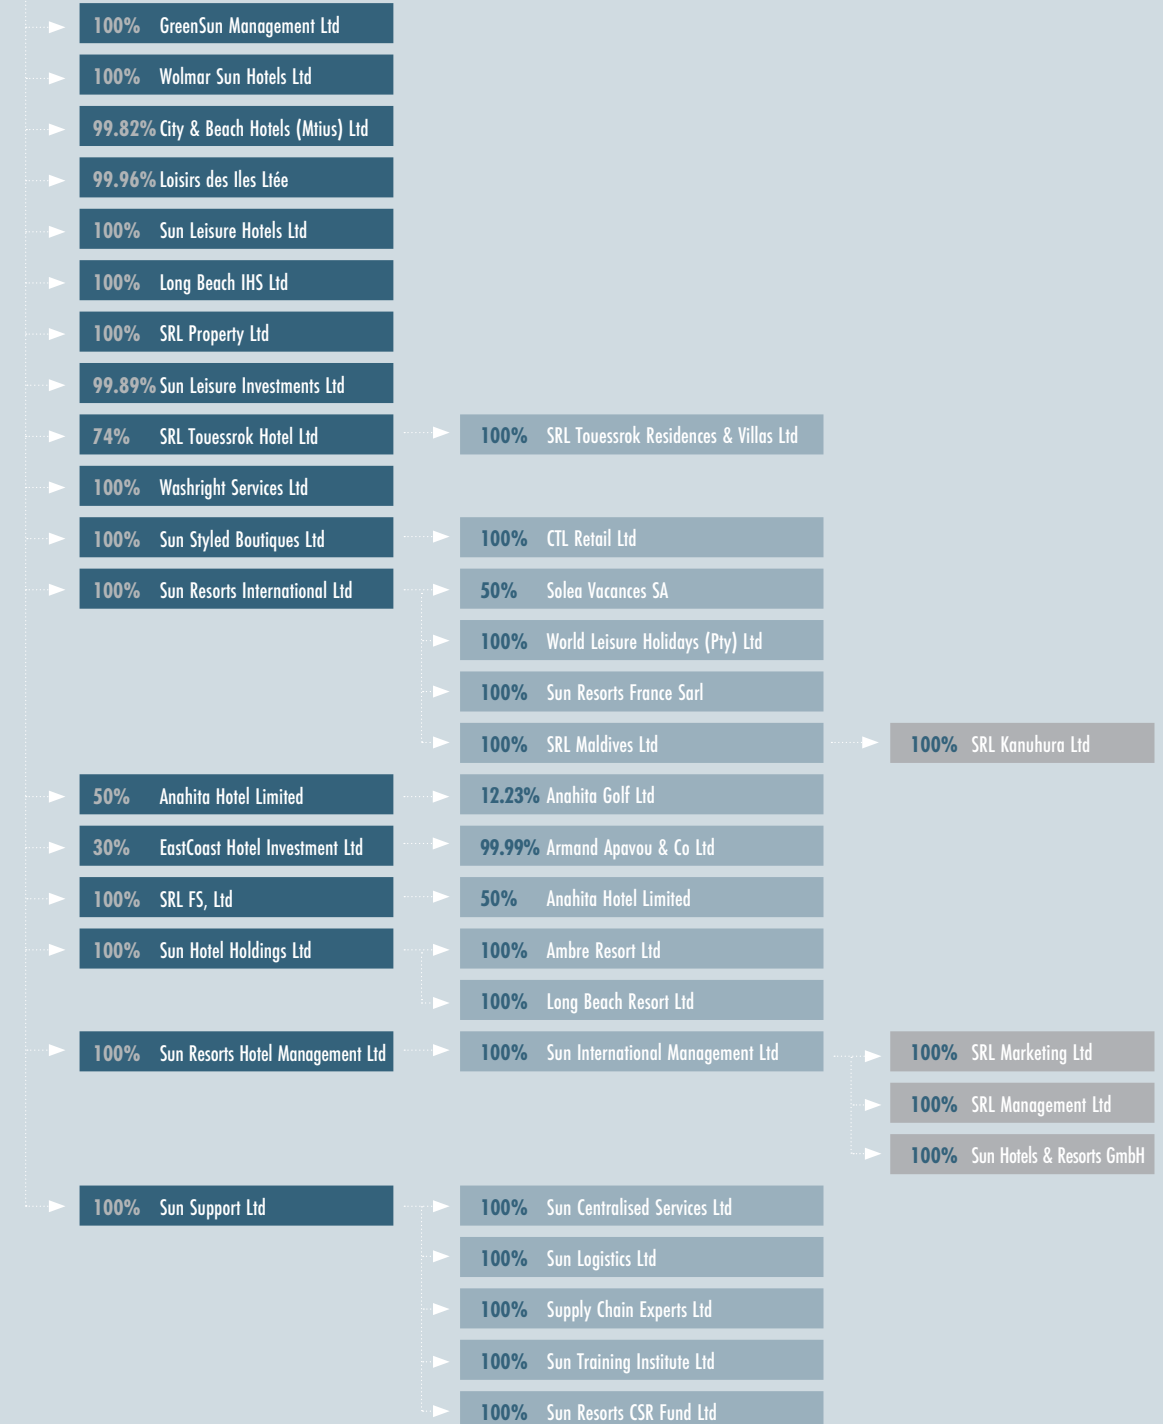 100% GreenSun Management Ltd
100% Wolmar Sun Hotels Ltd
99.82% City & Beach Hotels (Mtius) Ltd
99.96% Loisirs des Iles Ltée
100% Sun Leisure Hotels Ltd
100% Long Beach IHS Ltd
100% SRL Property Ltd
99.89% Sun Leisure Investments Ltd
74% SRL Touessrok Hotel Ltd
100% SRL Touessrok Residences & Villas Ltd
100% Washright Services Ltd
100% Sun Styled Boutiques Ltd
100% CTL Retail Ltd
100% Sun Resorts International Ltd
50% Solea Vacances SA
100% World Leisure Holidays (Pty) Ltd
100% Sun Resorts France Sarl
100% SRL Maldives Ltd
100% SRL Kanuhura Ltd
50% Anahita Hotel Limited
12.23% Anahita Golf Ltd
30% EastCoast Hotel Investment Ltd
99.99% Armand Apavou & Co Ltd
100% SRL FS, Ltd
50% Anahita Hotel Limited
100% Sun Hotel Holdings Ltd
100% Ambre Resort Ltd
100% Long Beach Resort Ltd
100% Sun Resorts Hotel Management Ltd
100% Sun International Management Ltd
100% SRL Marketing Ltd
100% SRL Management Ltd
100% Sun Hotels & Resorts GmbH
100% Sun Support Ltd
100% Sun Centralised Services Ltd
100% Sun Logistics Ltd
100% Supply Chain Experts Ltd
100% Sun Training Institute Ltd
100% Sun Resorts CSR Fund Ltd